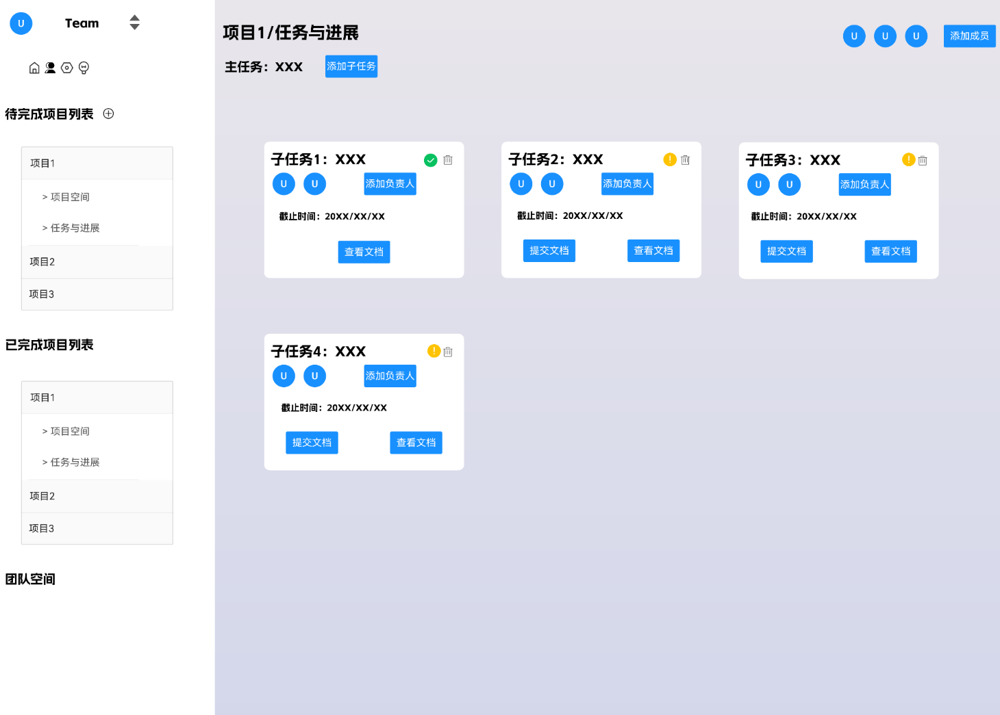 U Team
待完成项目列表
项目1
> 项目空间
> 任务与进展
项目2
项目3
已完成项目列表
项目1
> 项目空间
> 任务与进展
项目2
项目3
团队空间
项目1/任务与进展
U U U 添加成员
主任务：XXX 添加子任务
子任务1：XXX
U U 添加负责人
截止时间：20XX/XX/XX
查看文档
子任务2：XXX
U U 添加负责人
截止时间：20XX/XX/XX
提交文档 查看文档
子任务3：XXX
U U 添加负责人
截止时间：20XX/XX/XX
提交文档 查看文档
子任务4：XXX
U U 添加负责人
截止时间：20XX/XX/XX
提交文档 查看文档